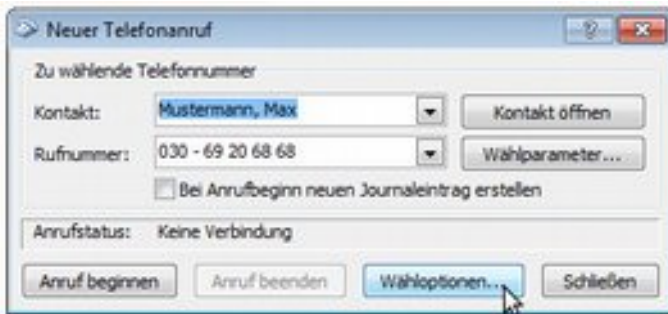 Neuer Telefonanruf
Zu wählende Telefonnummer
Kontakt: Mustermann, Max Kontakt öffnen
Rufnummer: 030 - 69 20 68 68 Wählparameter...
Bei Anrufbeginn neuen Journaleintrag erstellen
Anrufstatus: Keine Verbindung
Anruf beginnen Anruf beenden Wähloptionen... Schließen